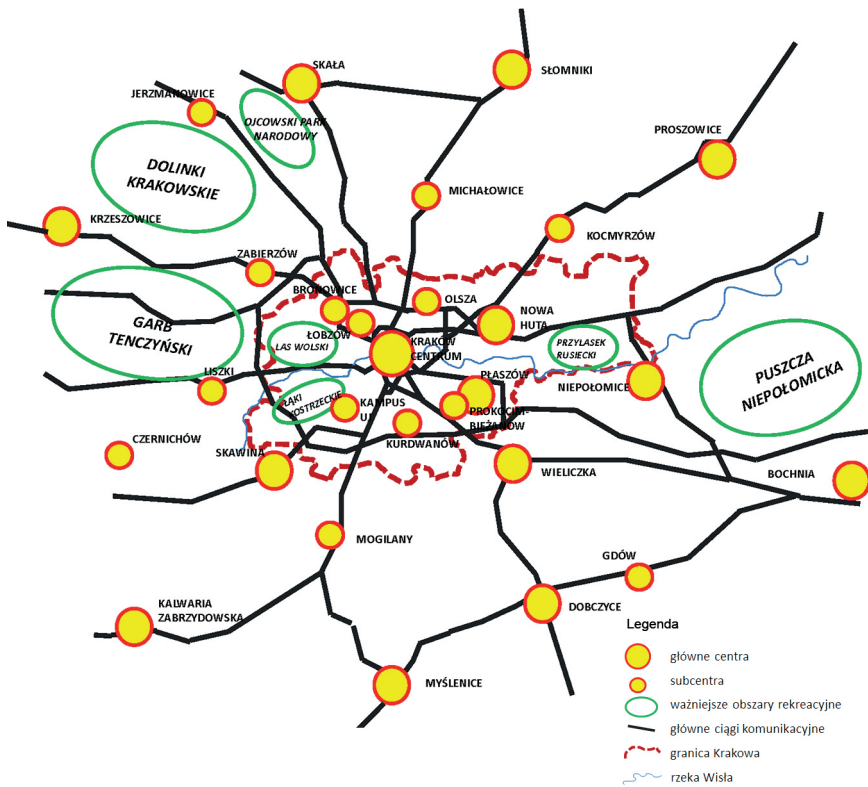 SKAŁA
SŁOMNIKI
JERZMANOWICE
OJCOWSKI PARK
NARODOWY
PROSZOWICE
DOLINKI
KRAKOWSKIE
MICHAŁOWICE
KRZESZOWICE
KOCMYRZÓW
ZABIERZÓW
BRONOWICE
OLSZA
NOWA
HUTA
GARB
TENCZYŃSKI
ŁOBZÓW
LAS WOLSKI
KRAKÓW
CENTRUM
PRZYLASEK
RUSIECKI
PUSZCZA
NIEPOŁOMICKA
LISZKI
PŁASZÓW
NIEPOŁOMICE
ŁĄKI
KOSTRZECKIE
KAMPUS
UJ
PROKOCIM-
BIEŻANÓW
CZERNICHÓW
KURDWANÓW
SKAWINA
WIELICZKA
BOCHNIA
MOGILANY
GDÓW
KALWARIA
ZABRZYDOWSKA
DOBCZYCE
MYŚLENICE
Legenda
główne centra
subcentra
ważniejsze obszary rekreacyjne
główne ciągi komunikacyjne
granica Krakowa
rzeka Wisła